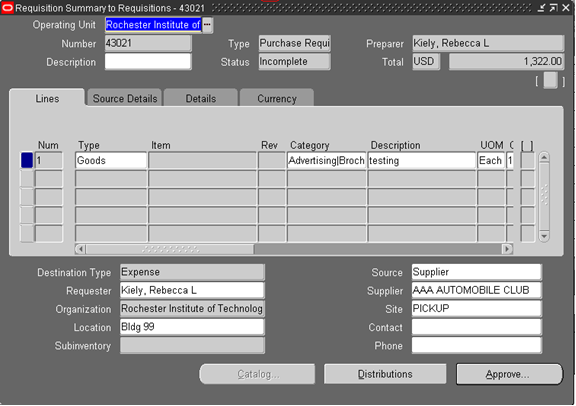 Requisition Summary to Requisitions - 43021
Operating Unit Rochester Institute of ...
Number 43021 Type Purchase Requi Preparer Kiely, Rebecca L
Description Status Incomplete Total USD 1,322.00
[ ]
Lines Source Details Details Currency
Num Type Item Rev Category Description UOM [ ]
1 Goods Advertising|Broch testing Each 1
Destination Type Expense Source Supplier
Requester Kiely, Rebecca L Supplier AAA AUTOMOBILE CLUB
Organization Rochester Institute of Technolog Site PICKUP
Location Bldg 99 Contact
Subinventory Phone
Catalog... Distributions Approve...